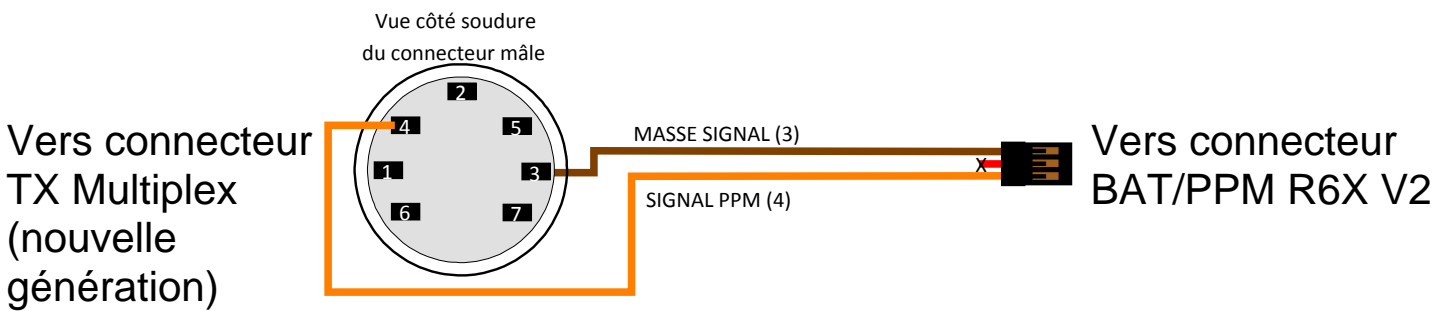 Vue côté soudure
du connecteur mâle
2
4
5
1
3
6
7
Vers connecteur
TX Multiplex
(nouvelle
génération)
MASSE SIGNAL (3)
X
SIGNAL PPM (4)
Vers connecteur
BAT/PPM R6X V2